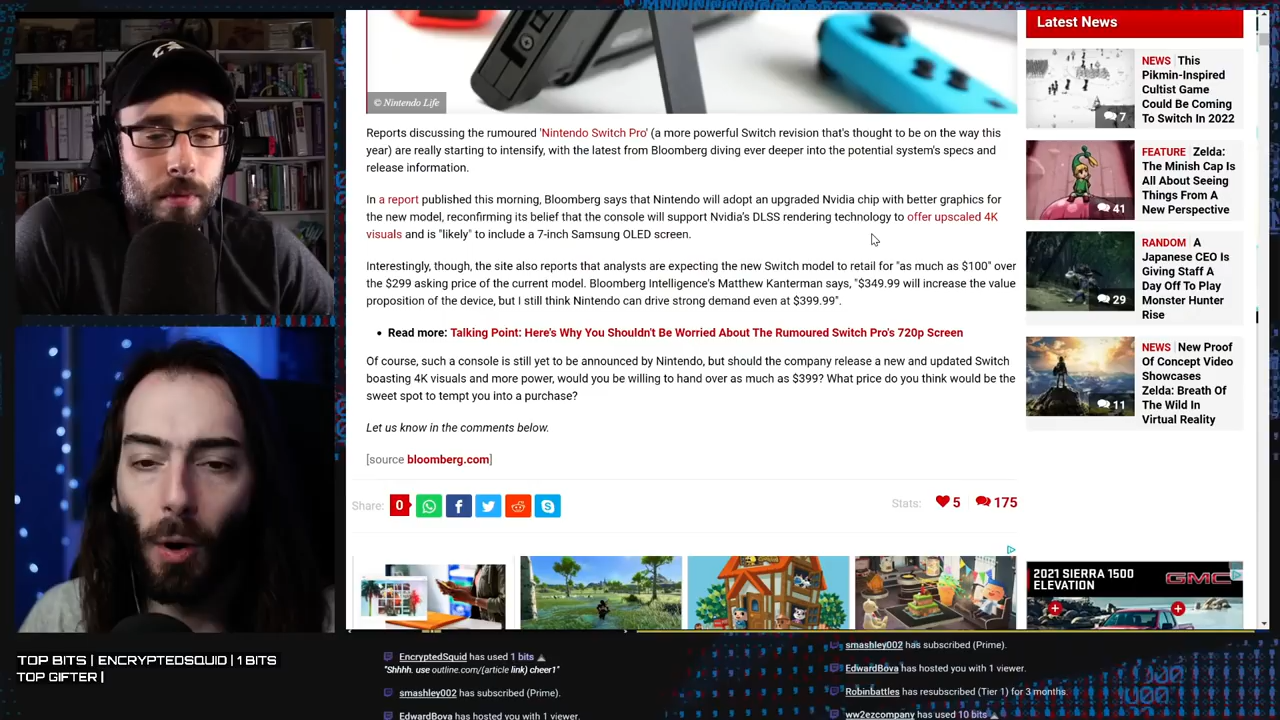 © Nintendo Life
Reports discussing the rumoured 'Nintendo Switch Pro' (a more powerful Switch revision that's thought to be on the way this
year) are really starting to intensify, with the latest from Bloomberg diving ever deeper into the potential system's specs and
release information.
In a report published this morning, Bloomberg says that Nintendo will adopt an upgraded Nvidia chip with better graphics for
the new model, reconfirming its belief that the console will support Nvidia's DLSS rendering technology to offer upscaled 4K
visuals and is "likely" to include a 7-inch Samsung OLED screen.
Interestingly, though, the site also reports that analysts are expecting the new Switch model to retail for "as much as $100" over
the $299 asking price of the current model. Bloomberg Intelligence's Matthew Kanterman says, "$349.99 will increase the value
proposition of the device, but I still think Nintendo can drive strong demand even at $399.99".
• Read more: Talking Point: Here's Why You Shouldn't Be Worried About The Rumoured Switch Pro's 720p Screen
Of course, such a console is still yet to be announced by Nintendo, but should the company release a new and updated Switch
boasting 4K visuals and more power, would you be willing to hand over as much as $399? What price do you think would be the
sweet spot to tempt you into a purchase?
Let us know in the comments below.
[source bloomberg.com]
Share: 0
Stats: 5 175
Latest News
NEWS This
Pikmin-Inspired
Cultist Game
Could Be Coming
To Switch In 2022
7
FEATURE Zelda:
The Minish Cap Is
All About Seeing
Things From A
New Perspective
41
RANDOM A
Japanese CEO Is
Giving Staff A
Day Off To Play
Monster Hunter
Rise
29
NEWS New Proof
Of Concept Video
Showcases
Zelda: Breath Of
The Wild In
Virtual Reality
11
2021 SIERRA 1500
ELEVATION
GMC
TOP BITS | ENCRYPTEDSQUID | 1 BITS
TOP GIFTER |
EncryptedSquid has used 1 bits
"Shhhh. use outline.com/(article link) cheer1"
smashley002 has subscribed (Prime).
EdwardBova has hosted you with 1 viewer.
smashley002 has subscribed (Prime).
EdwardBova has hosted you with 1 viewer.
Robinbattles has resubscribed (Tier 1) for 3 months.
ww2ezcompany has used 10 bits